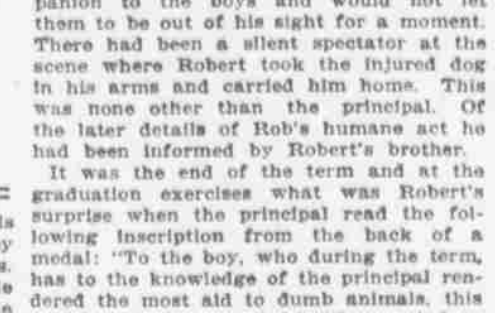 panion to the boys and would not let
them to be out of his sight for a moment.
There had been a silent spectator at the
scene where Robert took the injured dog
in his arms and carried him home. This
was none other than the principal. Of
the later details of Rob's humane act he
had been informed by Robert's brother.
It was the end of the term and at the
graduation exercises what was Robert's
surprise when the principal read the fol-
lowing inscription from the back of a
medal: "To the boy, who during the term,
has to the knowledge of the principal ren-
dered the most aid to dumb animals, this